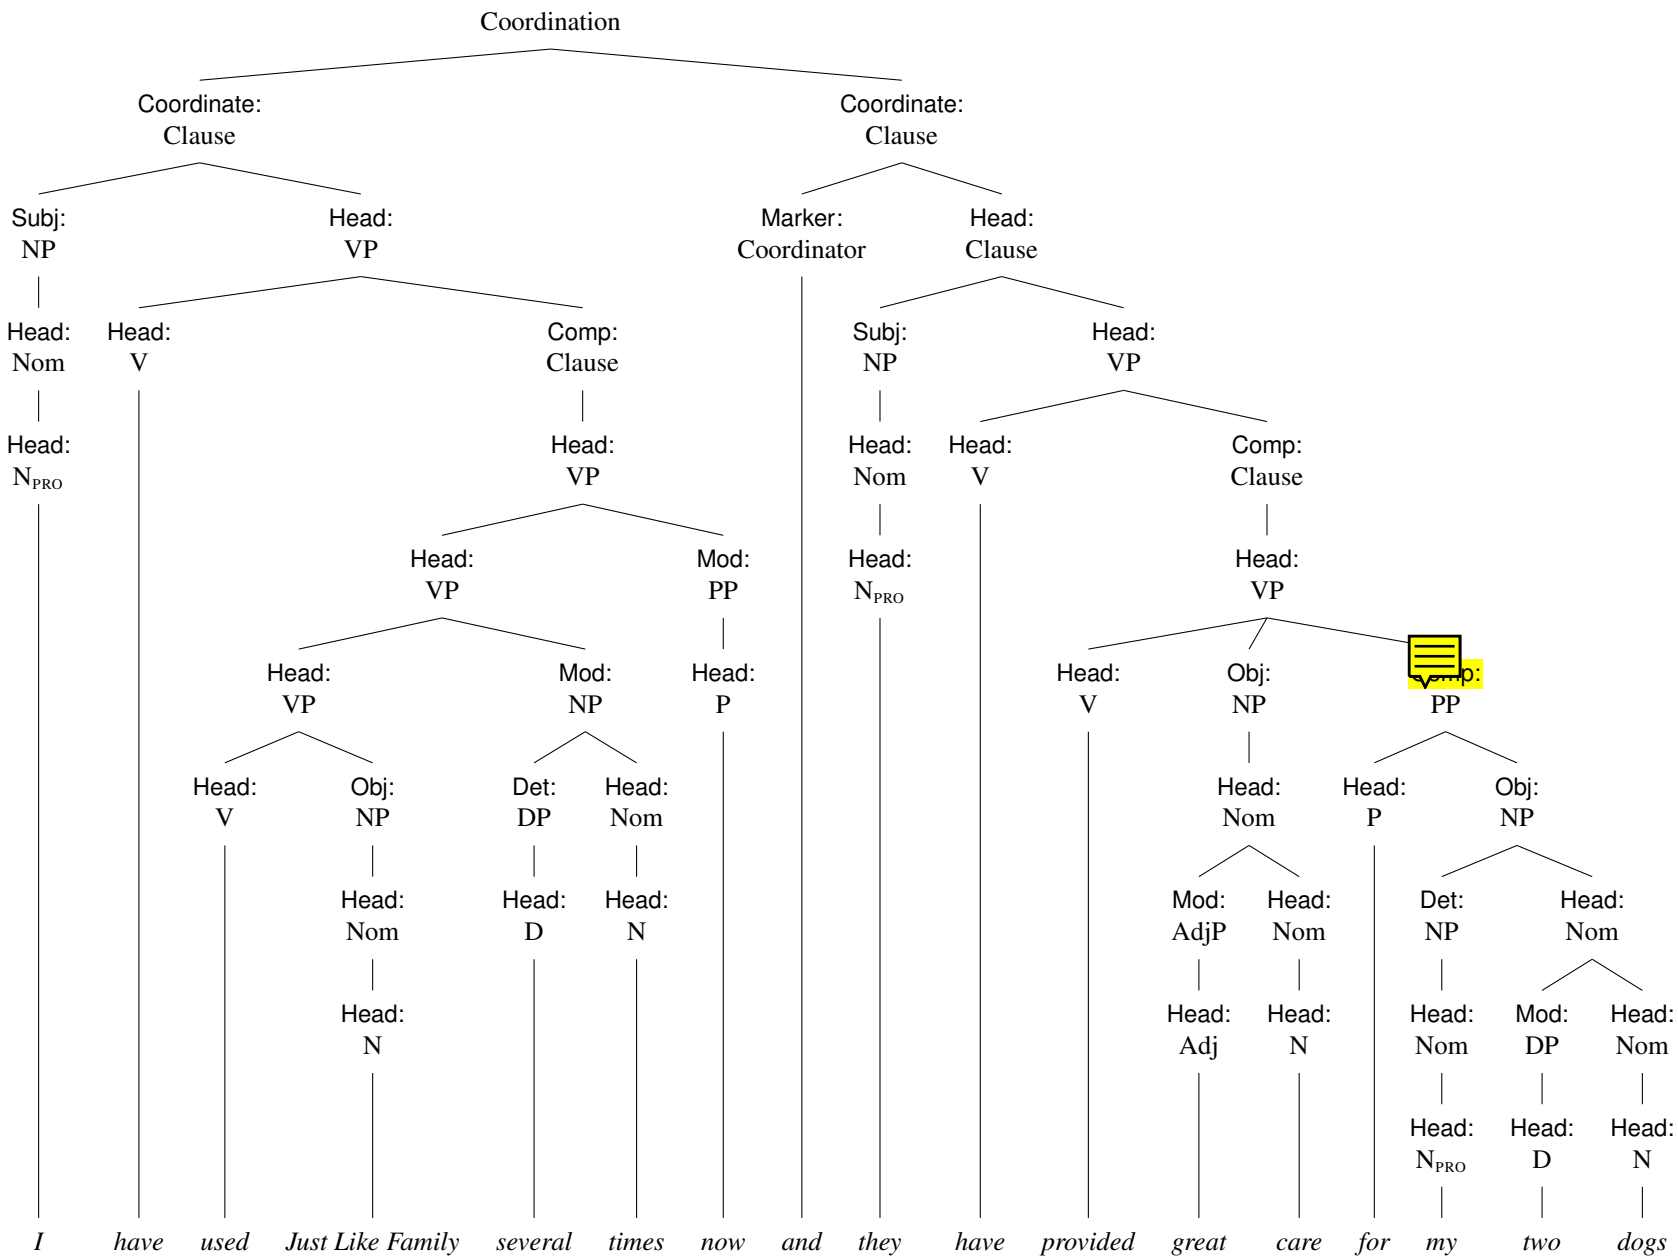 Coordination
Coordinate: Coordinate:
Clause Clause
Subj: Head: Marker: Head:
NP VP Coordinator Clause
Head: Head: Comp: Subj: Head:
Nom V Clause NP VP
Head: Head: Head: Head: Comp:
N_PRO VP Nom V Clause
Head: Mod: Head: Head:
VP PP N_PRO VP
Head: Mod: Head: Head: Obj:
VP NP P V NP PP
Head: Obj: Det: Head: Head: Head: Obj:
V NP DP Nom Nom P NP
Head: Head: Head: Mod: Head: Det: Head:
Nom D N AdjP Nom NP Nom
Head: Head: Head: Head: Mod: Head:
N Adj N Nom DP Nom
Head: Head: Head:
N_PRO D N
I have used Just Like Family several times now and they have provided great care for my two dogs